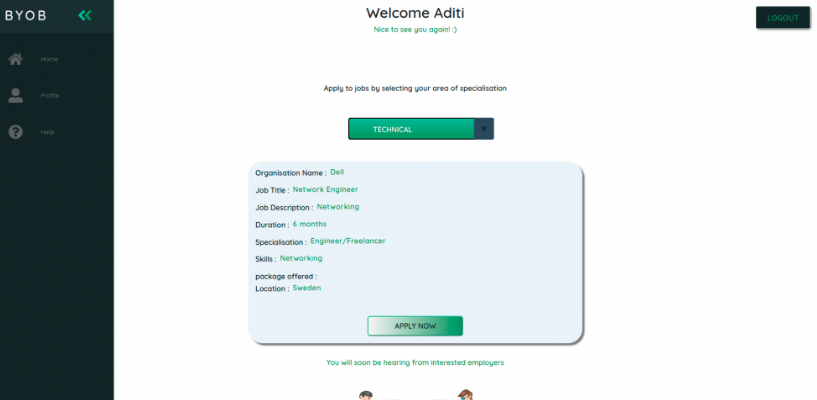 BYOB
Welcome Aditi
LOGOUT
Nice to see you again! :)
Home
Profile
Help
Apply to jobs by selecting your area of specialisation
TECHNICAL
Organisation Name : Dell
Job Title : Network Engineer
Job Description : Networking
Duration : 6 months
Specialisation : Engineer/Freelancer
Skills : Networking
package offered :
Location : Sweden
APPLY NOW
You will soon be hearing from interested employers